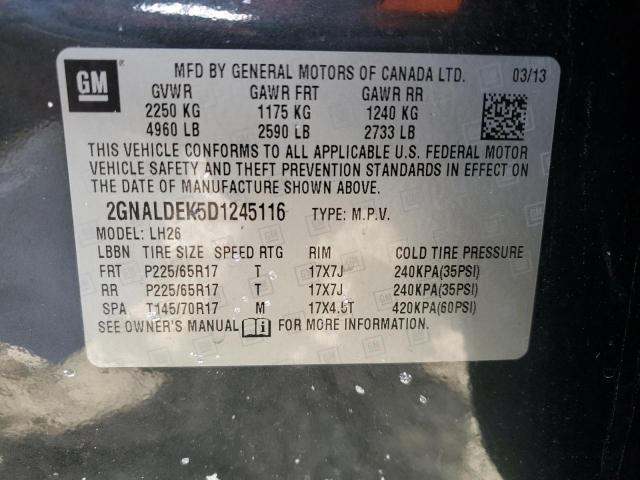 GM
MFD BY GENERAL MOTORS OF CANADA LTD. 03/13
GVWR GAWR FRT GAWR RR
2250 KG 1175 KG 1240 KG
4960 LB 2590 LB 2733 LB
THIS VEHICLE CONFORMS TO ALL APPLICABLE U.S. FEDERAL MOTOR
VEHICLE SAFETY AND THEFT PREVENTION STANDARDS IN EFFECT ON
THE DATE OF MANUFACTURE SHOWN ABOVE.
2GNALDEK5D1245116 TYPE: M.P.V.
MODEL: LH26
LBBN TIRE SIZE SPEED RTG RIM COLD TIRE PRESSURE
FRT P225/65R17 T 17X7J 240KPA(35PSI)
RR P225/65R17 T 17X7J 240KPA(35PSI)
SPA T145/70R17 M 17X4.5T 420KPA(60PSI)
SEE OWNER'S MANUAL FOR MORE INFORMATION.